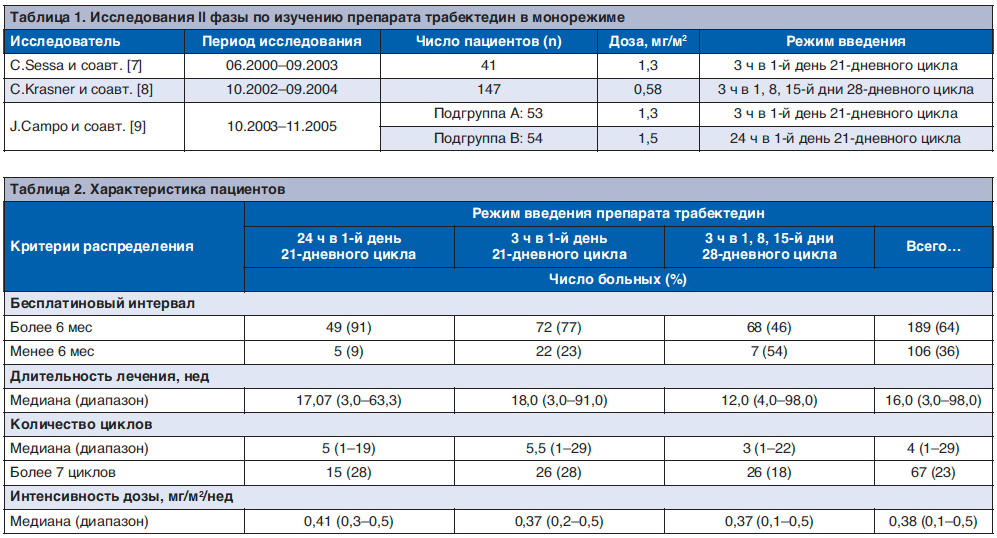 Таблица 1. Исследования II фазы по изучению препарата трабектедин в монорежиме
Исследователь Период исследования Число пациентов (n) Доза, мг/м² Режим введения
C.Sessa и соавт. [7] 06.2000–09.2003 41 1,3 3 ч в 1-й день 21-дневного цикла
C.Krasner и соавт. [8] 10.2002–09.2004 147 0,58 3 ч в 1, 8, 15-й дни 28-дневного цикла
J.Campo и соавт. [9] 10.2003–11.2005 Подгруппа A: 53 1,3 3 ч в 1-й день 21-дневного цикла
Подгруппа B: 54 1,5 24 ч в 1-й день 21-дневного цикла
Таблица 2. Характеристика пациентов
Критерии распределения Режим введения препарата трабектедин
24 ч в 1-й день 21-дневного цикла 3 ч в 1-й день 21-дневного цикла 3 ч в 1, 8, 15-й дни 28-дневного цикла Всего…
Число больных (%)
Бесплатиновый интервал
Более 6 мес 49 (91) 72 (77) 68 (46) 189 (64)
Менее 6 мес 5 (9) 22 (23) 7 (54) 106 (36)
Длительность лечения, нед
Медиана (диапазон) 17,07 (3,0–63,3) 18,0 (3,0–91,0) 12,0 (4,0–98,0) 16,0 (3,0–98,0)
Количество циклов
Медиана (диапазон) 5 (1–19) 5,5 (1–29) 3 (1–22) 4 (1–29)
Более 7 циклов 15 (28) 26 (28) 26 (18) 67 (23)
Интенсивность дозы, мг/м²/нед
Медиана (диапазон) 0,41 (0,3–0,5) 0,37 (0,2–0,5) 0,37 (0,1–0,5) 0,38 (0,1–0,5)